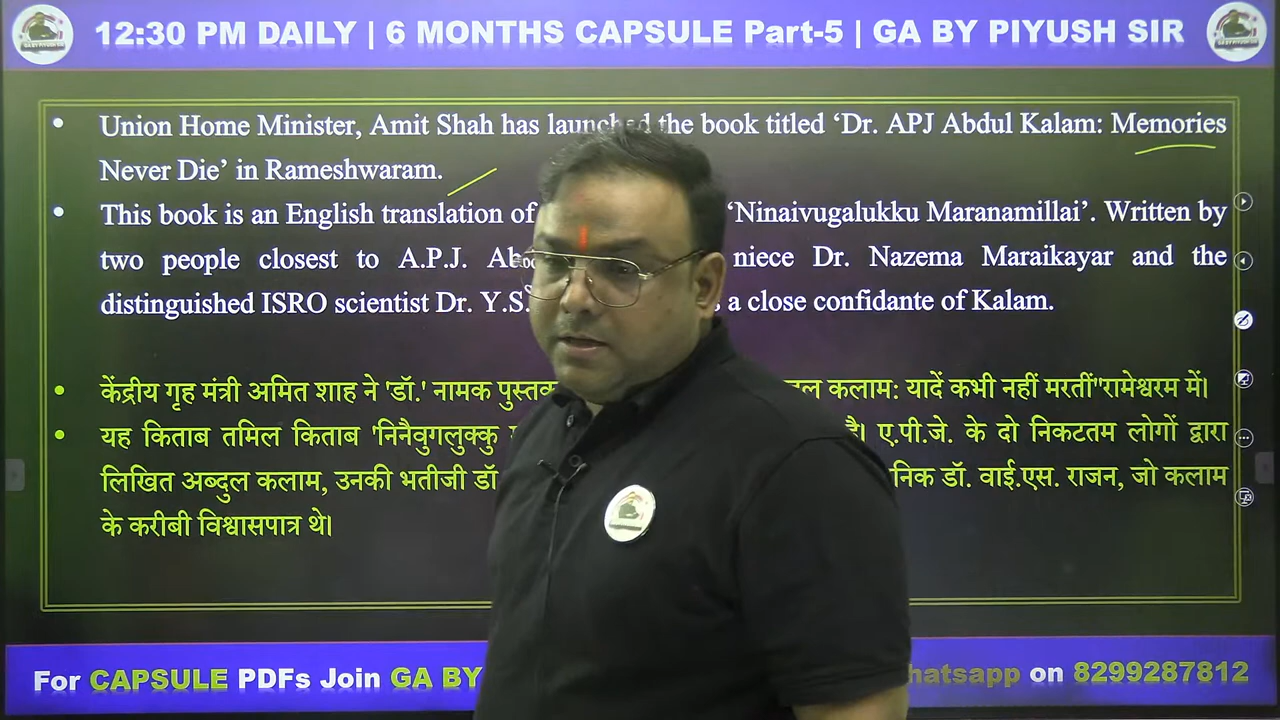 12:30 PM DAILY | 6 MONTHS CAPSULE Part-5 | GA BY PIYUSH SIR
Union Home Minister, Amit Shah has launched the book titled ‘Dr. APJ Abdul Kalam: Memories
Never Die’ in Rameshwaram.
This book is an English translation of ‘Ninaivugalukku Maranamillai’. Written by
two people closest to A.P.J. niece Dr. Nazema Maraikayar and the
distinguished ISRO scientist Dr. Y.S. a close confidante of Kalam.
केंद्रीय गृह मंत्री अमित शाह ने 'डॉ.' नामक कलाम: यादें कभी नहीं मरतीं"रामेश्वरम में।
यह किताब तमिल किताब 'निनैवुगलुक्कु है। ए.पी.जे. के दो निकटतम लोगों द्वारा
लिखित अब्दुल कलाम, उनकी भतीजी डॉ. वाई.एस. राजन, जो कलाम
के करीबी विश्वासपात्र थे।
For CAPSULE PDFs Join GA BY on 8299287812